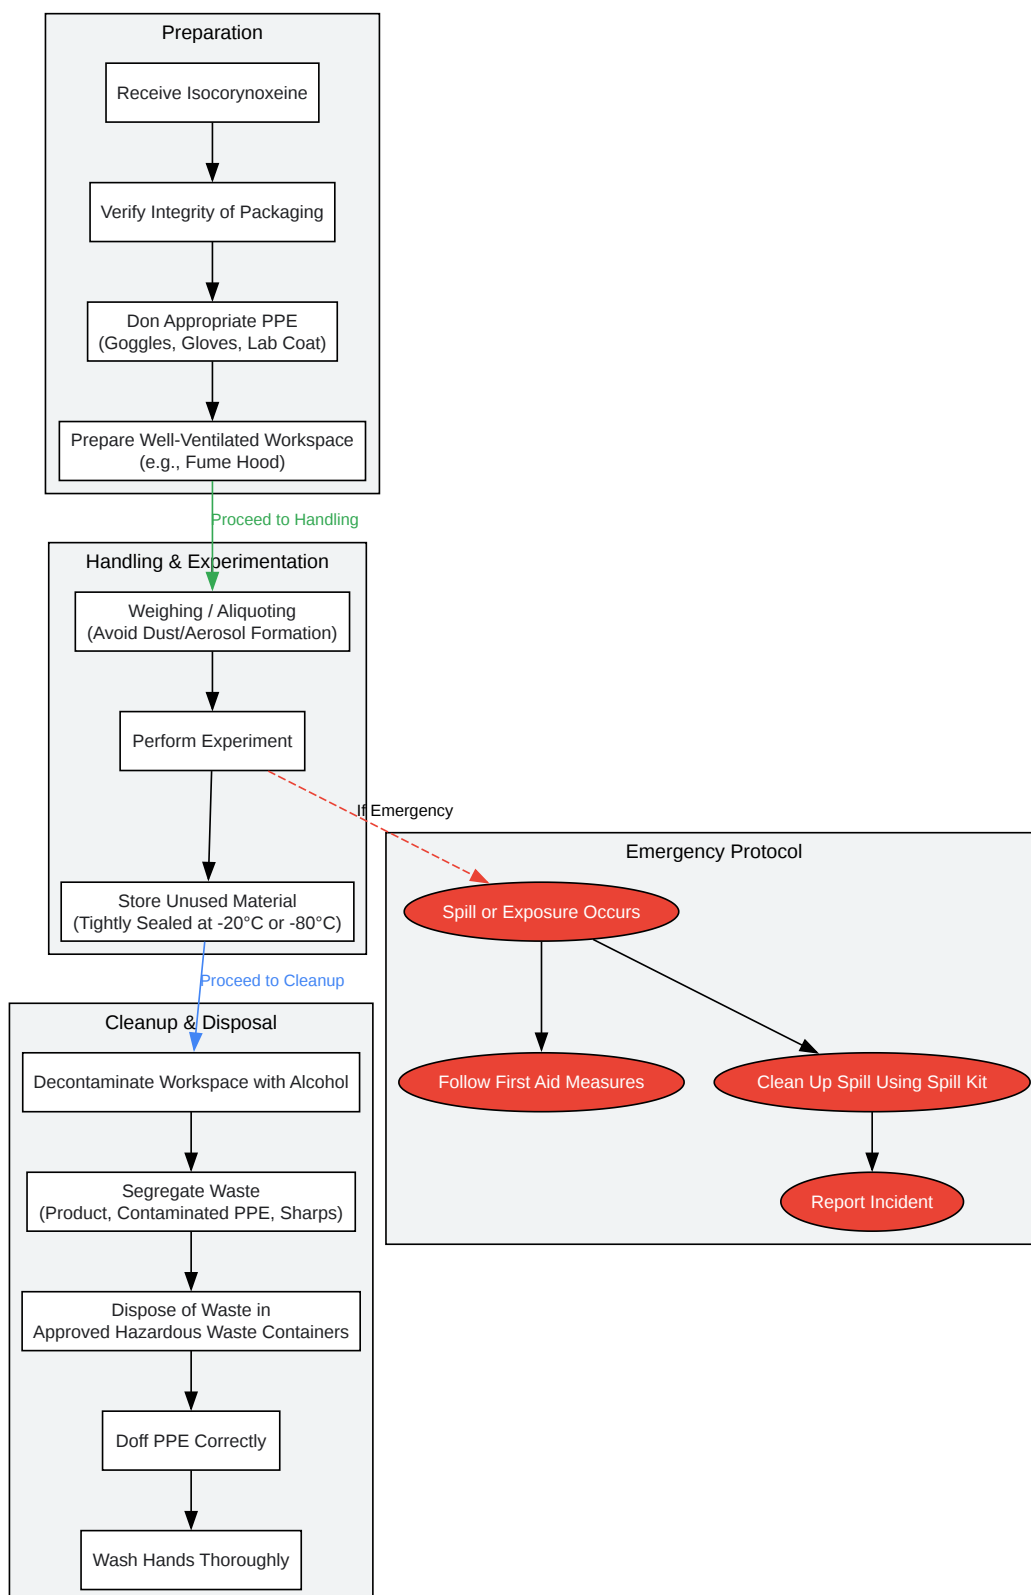 Preparation
Receive Isocorynoxeine
Verify Integrity of Packaging
Don Appropriate PPE
(Goggles, Gloves, Lab Coat)
Prepare Well-Ventilated Workspace
(e.g., Fume Hood)
Proceed to Handling
Handling & Experimentation
Weighing / Aliquoting
(Avoid Dust/Aerosol Formation)
Perform Experiment
If Emergency
Store Unused Material
(Tightly Sealed at -20°C or -80°C)
Proceed to Cleanup
Emergency Protocol
Spill or Exposure Occurs
Follow First Aid Measures
Clean Up Spill Using Spill Kit
Report Incident
Cleanup & Disposal
Decontaminate Workspace with Alcohol
Segregate Waste
(Product, Contaminated PPE, Sharps)
Dispose of Waste in
Approved Hazardous Waste Containers
Doff PPE Correctly
Wash Hands Thoroughly